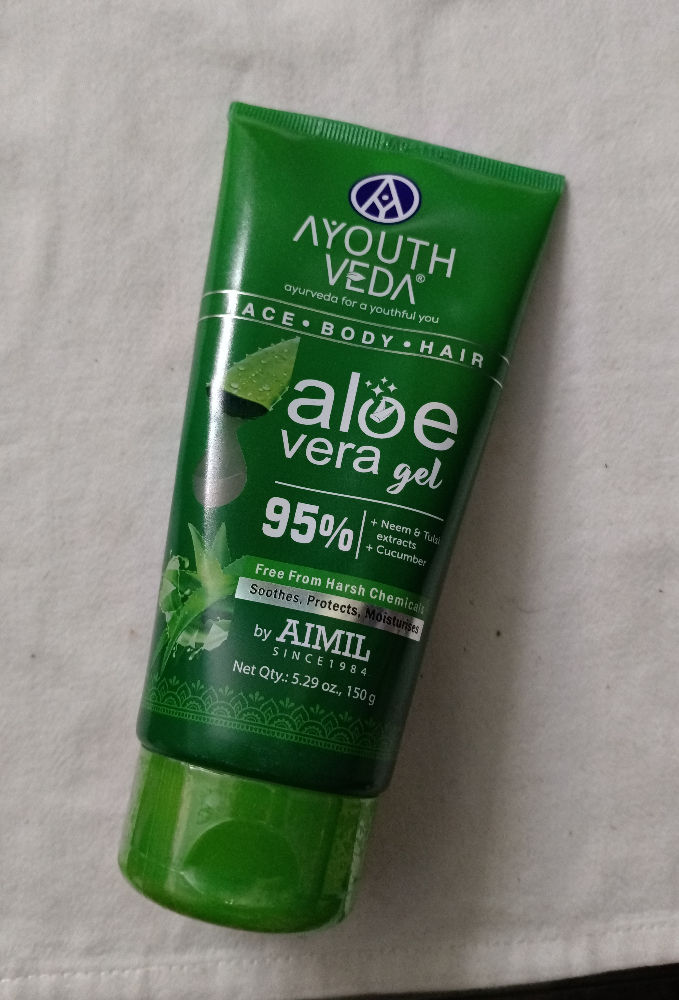 AYOUTH
VEDA®
ayurveda for a youthful you
FACE • BODY • HAIR
aloe
vera gel
95%
+ Neem & Tulsi
extracts
+ Cucumber
Free From Harsh Chemicals
Soothes, Protects, Moisturises
by AIMIL
SINCE 1984
Net Qty.: 5.29 oz., 150 g